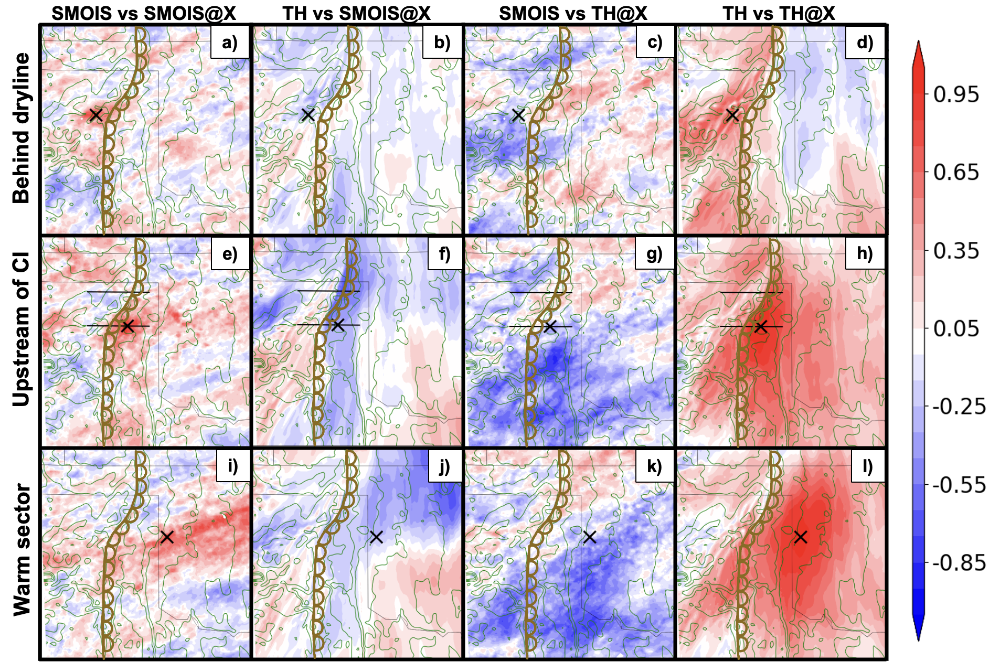 SMOIS vs SMOIS@X TH vs SMOIS@X SMOIS vs TH@X TH vs TH@X
Behind dryline
a) b) c) d)
Upstream of CI
e) f) g) h)
Warm sector
i) j) k) l)
0.95
0.65
0.35
0.05
-0.25
-0.55
-0.85